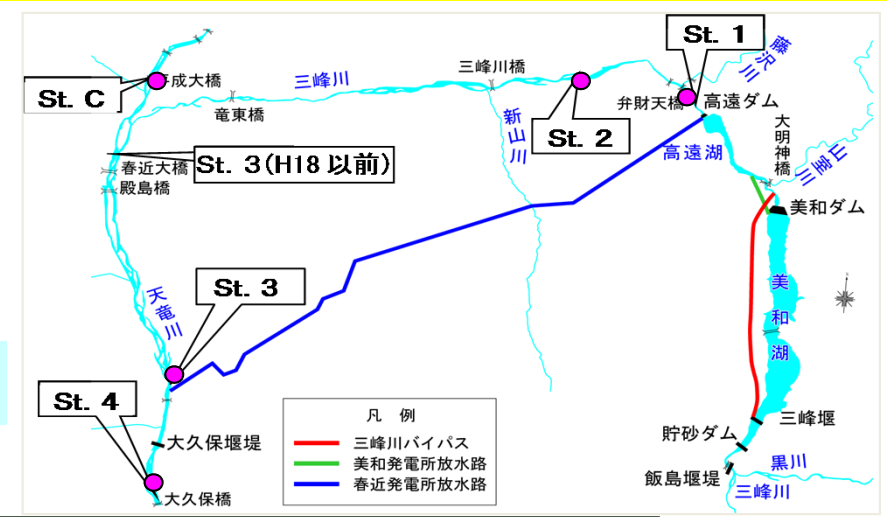 St. 1
藤沢川
St. C
平成大橋
三峰川
三峰川橋
弁財天橋
高遠ダム
竜東橋
St. 2
新山川
大明神橋
山室川
St. 3(H18 以前)
高遠湖
春近大橋
殿島橋
美和ダム
St. 3
天竜川
美和湖
St. 4
凡 例
三峰川バイパス
美和発電所放水路
春近発電所放水路
三峰堰
貯砂ダム
大久保堰堤
飯島堰堤
黒川
三峰川
大久保橋